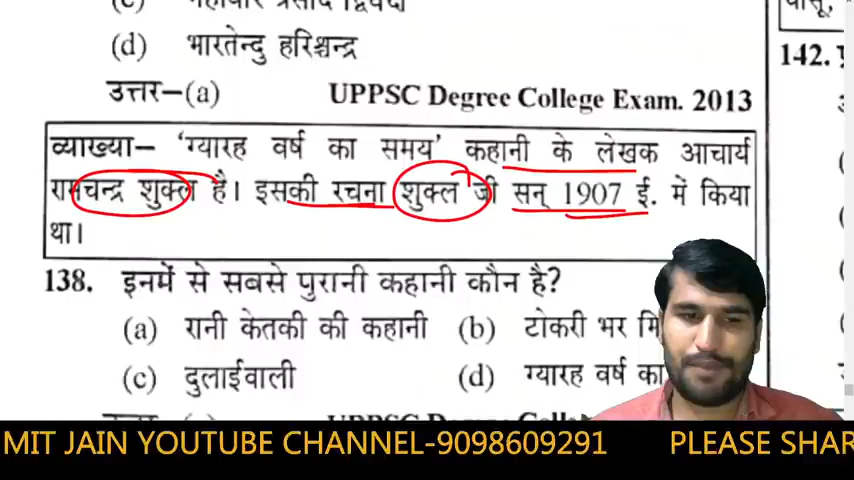 (c)
(d) भारतेन्दु हरिश्चन्द्र
उत्तर–(a) UPPSC Degree College Exam. 2013
व्याख्या– 'ग्यारह वर्ष का समय' कहानी के लेखक आचार्य
रामचन्द्र शुक्ल है। इसकी रचना शुक्ल जी सन् 1907 ई. में किया
था।
138. इनमें से सबसे पुरानी कहानी कौन है?
(a) रानी केतकी की कहानी (b) टोकरी भर
(c) दुलाईवाली (d) ग्यारह वर्ष का
142.
MIT JAIN YOUTUBE CHANNEL-9098609291 PLEASE SHAR